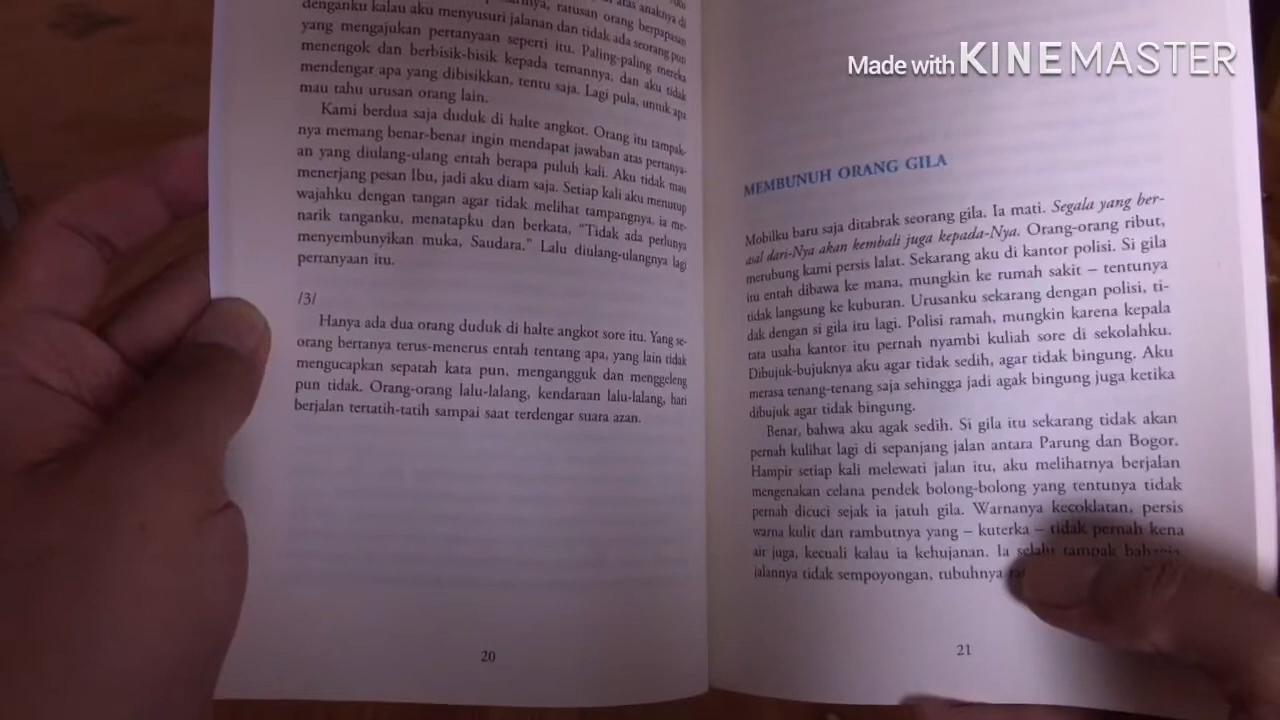 atas anaknya di
ratusan orang berpapasan
denganku kalau aku menyusuri jalanan dan tidak ada seorang pun
yang mengajukan pertanyaan seperti itu. Paling-paling mereka
menengok dan berbisik-bisik kepada temannya, dan aku tidak
mendengar apa yang dibisikkan, tentu saja. Lagi pula, untuk apa
mau tahu urusan orang lain.
Kami berdua saja duduk di halte angkot. Orang itu tampak-
nya memang benar-benar ingin mendapat jawaban atas pertanya-
an yang diulang-ulang entah berapa puluh kali. Aku tidak mau
menerjang pesan Ibu, jadi aku diam saja. Setiap kali aku menutup
wajahku dengan tangan agar tidak melihat tampangnya, ia me-
narik tanganku, menatapku dan berkata, "Tidak ada perlunya
menyembunyikan muka, Saudara." Lalu diulang-ulangnya lagi
pertanyaan itu.
/3/
Hanya ada dua orang duduk di halte angkot sore itu. Yang se-
orang bertanya terus-menerus entah tentang apa, yang lain tidak
mengucapkan sepatah kata pun, mengangguk dan menggeleng
pun tidak. Orang-orang lalu-lalang, kendaraan lalu-lalang, hari
berjalan tertatih-tatih sampai saat terdengar suara azan.
20
Made with KINEMASTER
MEMBUNUH ORANG GILA
Mobilku baru saja ditabrak seorang gila. Ia mati. Segala yang ber-
asal dari-Nya akan kembali juga kepada-Nya. Orang-orang ribut,
merubung kami persis lalat. Sekarang aku di kantor polisi. Si gila
itu entah dibawa ke mana, mungkin ke rumah sakit – tentunya
tidak langsung ke kuburan. Urusanku sekarang dengan polisi, ti-
dak dengan si gila itu lagi. Polisi ramah, mungkin karena kepala
tata usaha kantor itu pernah nyambi kuliah sore di sekolahku.
Dibujuk-bujuknya aku agar tidak sedih, agar tidak bingung. Aku
merasa tenang-tenang saja sehingga jadi agak bingung juga ketika
dibujuk agar tidak bingung.
Benar, bahwa aku agak sedih. Si gila itu sekarang tidak akan
pernah kulihat lagi di sepanjang jalan antara Parung dan Bogor.
Hampir setiap kali melewati jalan itu, aku melihatnya berjalan
mengenakan celana pendek bolong-bolong yang tentunya tidak
pernah dicuci sejak ia jatuh gila. Warnanya kecoklatan, persis
warna kulit dan rambutnya yang – kuterka – tidak pernah kena
air juga, kecuali kalau ia kehujanan. Ia selalu tampak bahagia,
jalannya tidak sempoyongan, tubuhnya
21